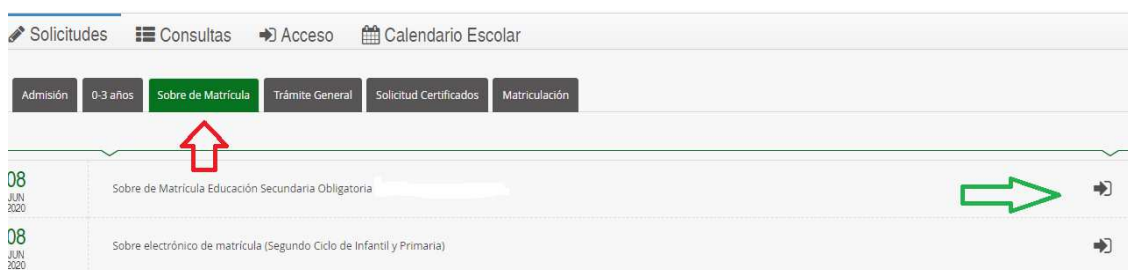 Solicitudes Consultas Acceso Calendario Escolar
Admisión 0-3 años Sobre de Matrícula Trámite General Solicitud Certificados Matriculación
08
JUN
2020
Sobre de Matrícula Educación Secundaria Obligatoria
08
JUN
2020
Sobre electrónico de matrícula (Segundo Ciclo de Infantil y Primaria)